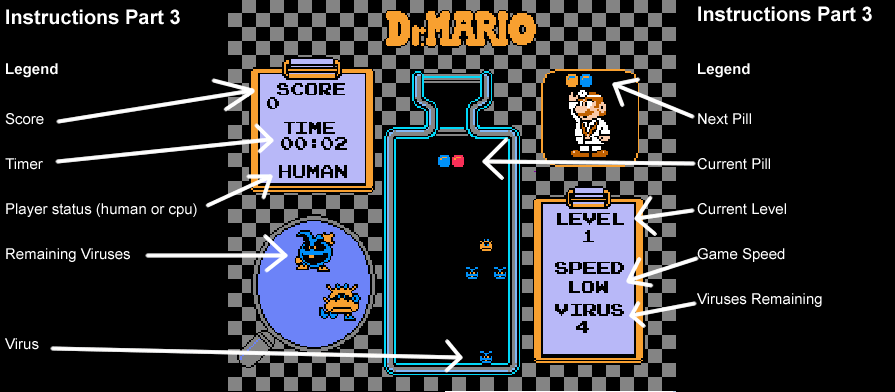 Instructions Part 3
Legend
Score
Timer
Player status (human or cpu)
Remaining Viruses
Virus
Dr. MARIO
SCORE
0
TIME
00:02
HUMAN
LEVEL
1
SPEED
LOW
VIRUS
4
Instructions Part 3
Legend
Next Pill
Current Pill
Current Level
Game Speed
Viruses Remaining